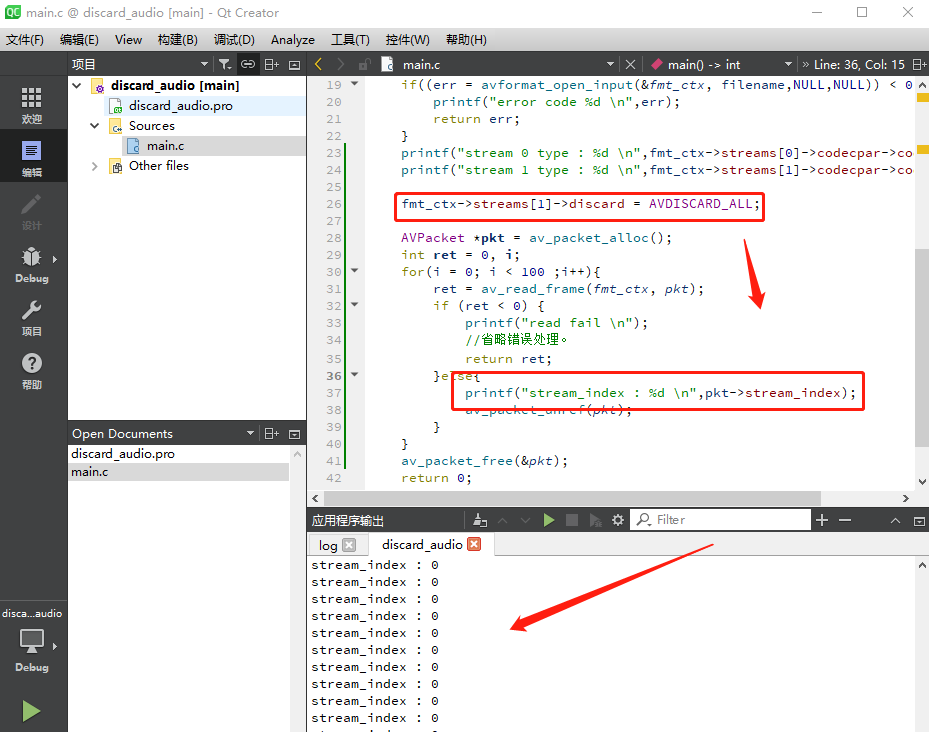 QC main.c @ discard_audio [main] - Qt Creator
文件(F) 编辑(E) View 构建(B) 调试(D) Analyze 工具(T) 控件(W) 帮助(H)
项目
main.c
main() -> int
» Line: 36, Col: 15
欢迎
编辑
设计
Debug
项目
帮助
disca...audio
Debug
discard_audio [main]
discard_audio.pro
Sources
main.c
Other files
Open Documents
discard_audio.pro
main.c
19 if((err = avformat_open_input(&fmt_ctx, filename,NULL,NULL)) < 0
20 printf("error code %d \n",err);
21 return err;
22 }
23 printf("stream 0 type : %d \n",fmt_ctx->streams[0]->codecpar->co
24 printf("stream 1 type : %d \n",fmt_ctx->streams[1]->codecpar->co
25
26 fmt_ctx->streams[1]->discard = AVDISCARD_ALL;
27
28 AVPacket *pkt = av_packet_alloc();
29 int ret = 0, i;
30 for(i = 0; i < 100 ;i++){
31 ret = av_read_frame(fmt_ctx, pkt);
32 if (ret < 0) {
33 printf("read fail \n");
34 //省略错误处理。
35 return ret;
36 }else{
37 printf("stream_index : %d \n",pkt->stream_index);
38 av_packet_unref(pkt);
39 }
40 }
41 av_packet_free(&pkt);
42 return 0;
应用程序输出
Filter
log
discard_audio
stream_index : 0
stream_index : 0
stream_index : 0
stream_index : 0
stream_index : 0
stream_index : 0
stream_index : 0
stream_index : 0
stream_index : 0
stream_index : 0